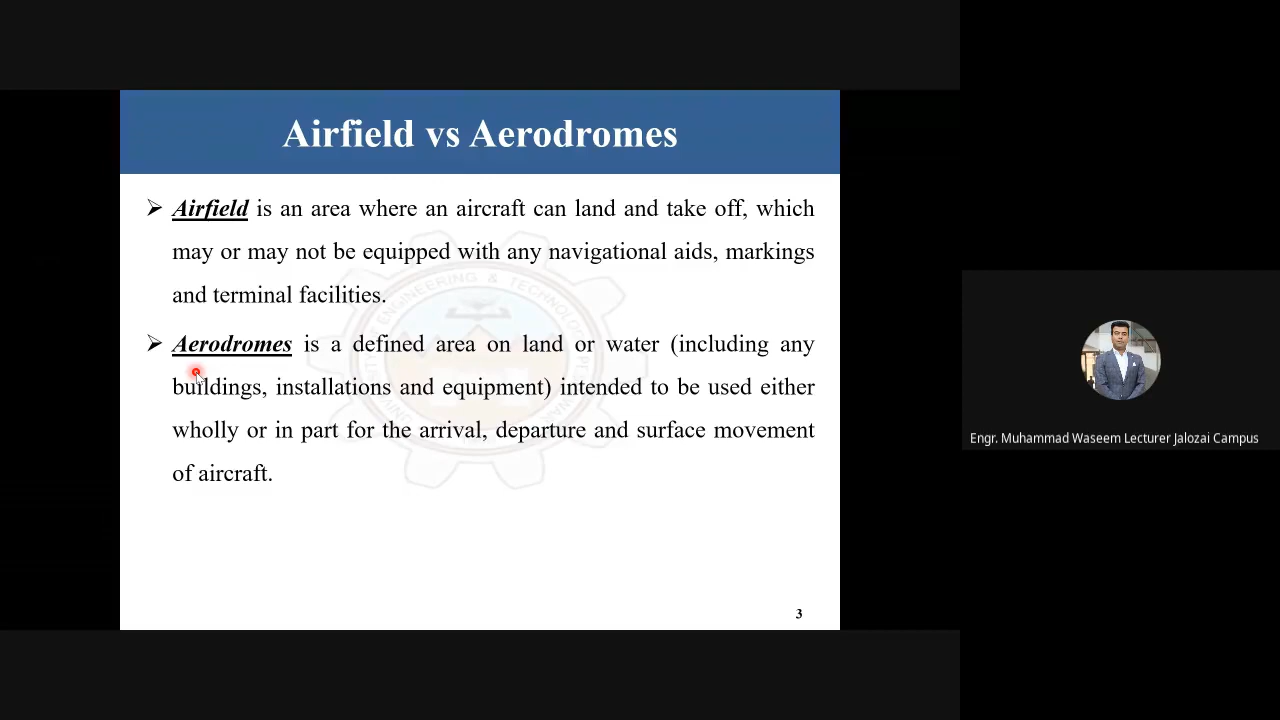 Airfield vs Aerodromes
➢ Airfield is an area where an aircraft can land and take off, which
may or may not be equipped with any navigational aids, markings
and terminal facilities.
➢ Aerodromes is a defined area on land or water (including any
buildings, installations and equipment) intended to be used either
wholly or in part for the arrival, departure and surface movement
of aircraft.
3
Engr. Muhammad Waseem Lecturer Jalozai Campus